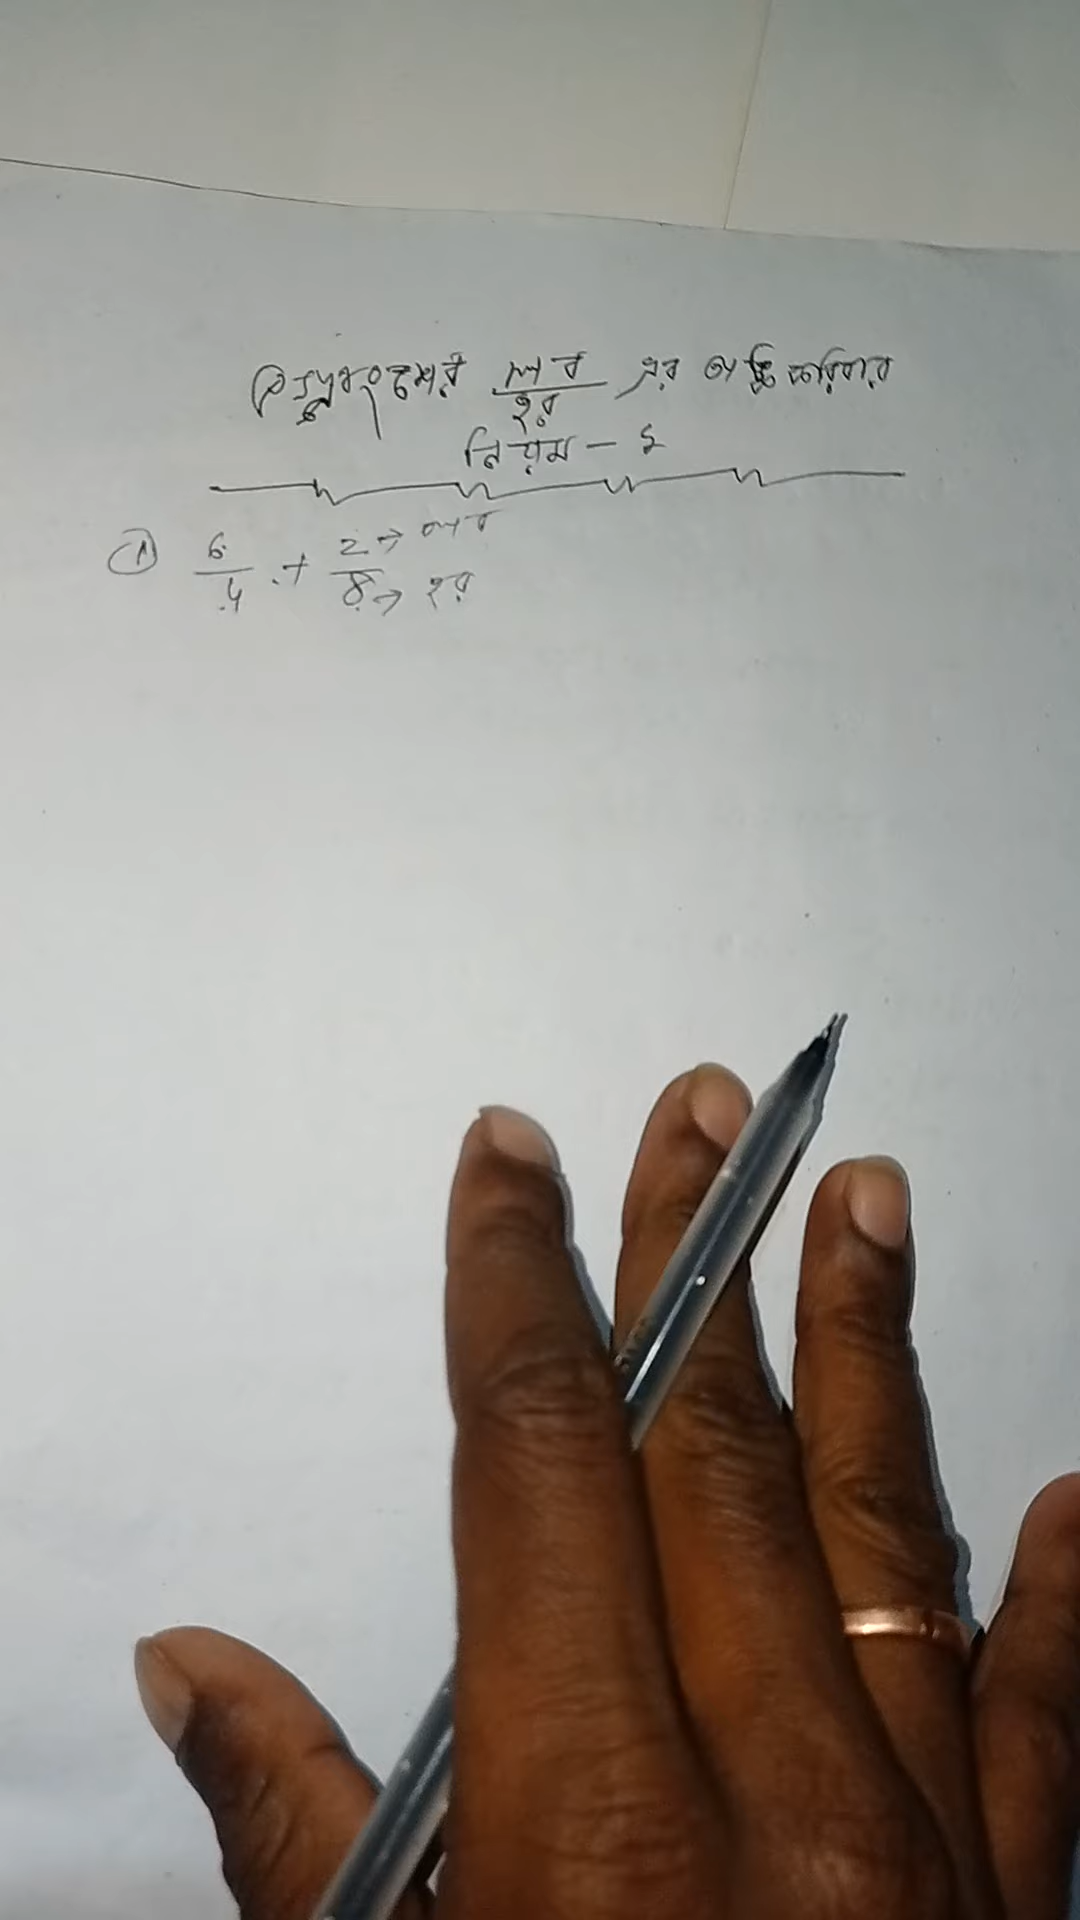 ভগ্নাংশের লব/হর এর অংক করিবার
নিয়ম - ১
① 6/4 + 2/8 → লব → হর